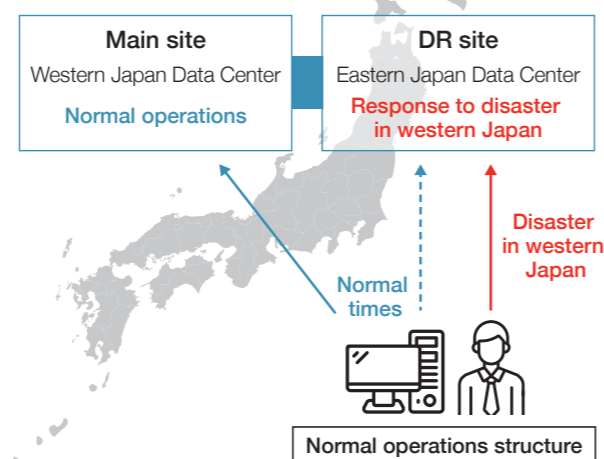 Main site
Western Japan Data Center
Normal operations
DR site
Eastern Japan Data Center
Response to disaster
in western Japan
Normal
times
Disaster
in western
Japan
Normal operations structure